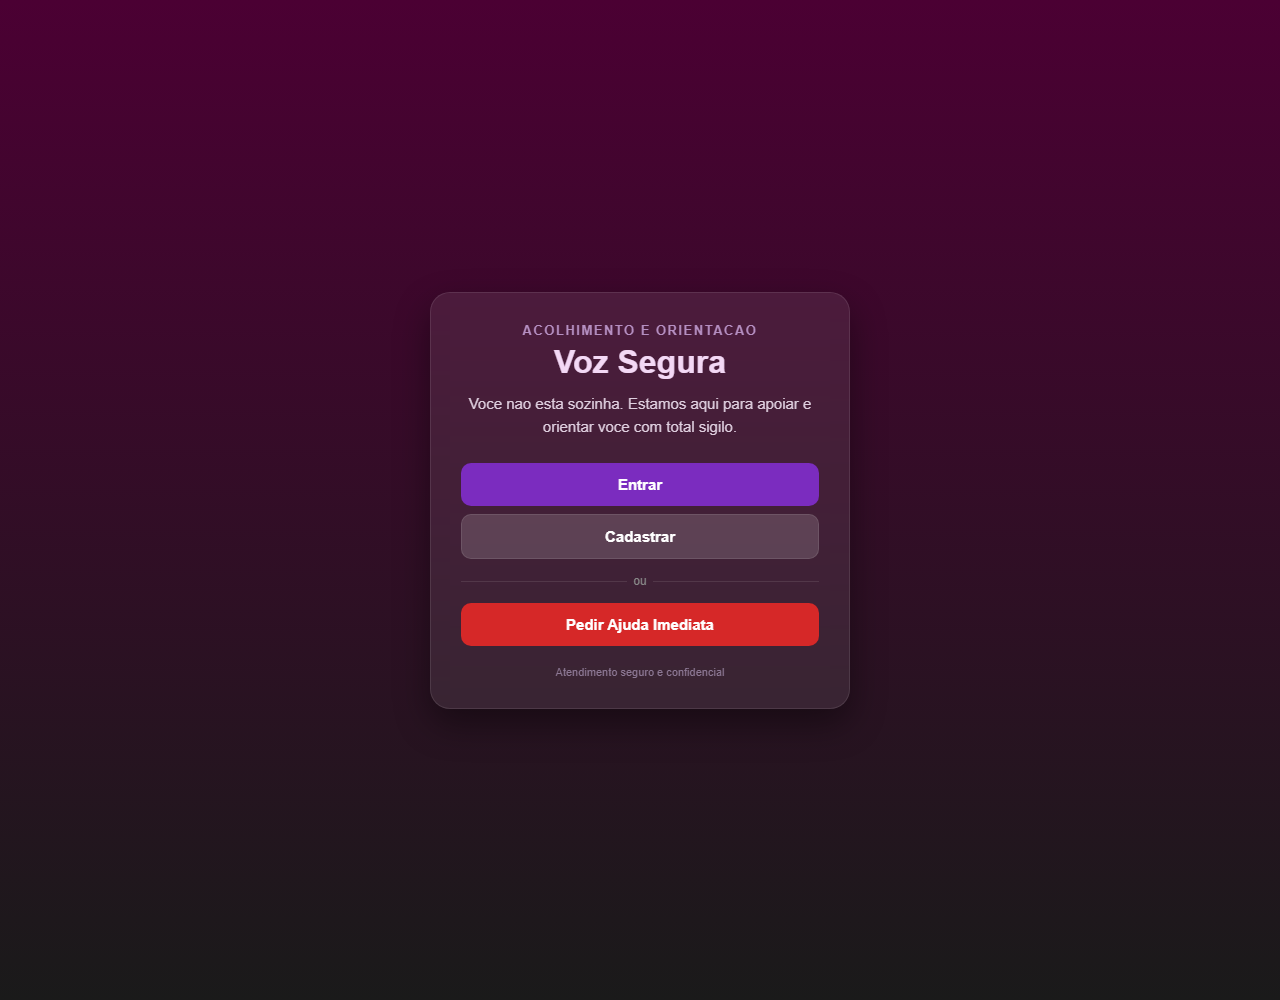 ACOLHIMENTO E ORIENTACAO
Voz Segura
Voce nao esta sozinha. Estamos aqui para apoiar e
orientar voce com total sigilo.
Entrar
Cadastrar
ou
Pedir Ajuda Imediata
Atendimento seguro e confidencial